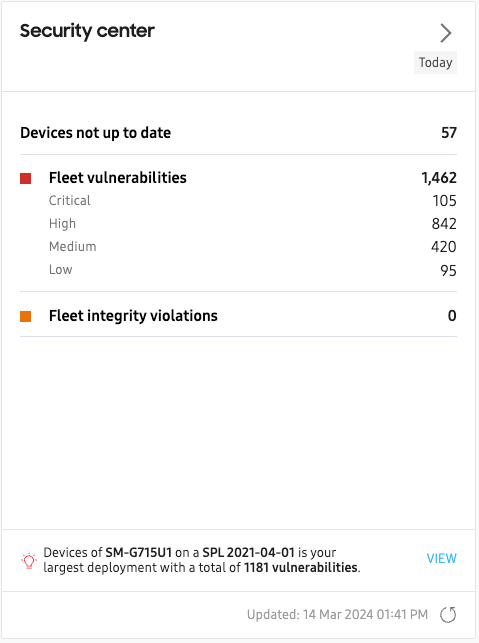 Security center
Today
Devices not up to date 57
Fleet vulnerabilities 1,462
Critical 105
High 842
Medium 420
Low 95
Fleet integrity violations 0
Devices of SM-G715U1 on a SPL 2021-04-01 is your
largest deployment with a total of 1181 vulnerabilities.
VIEW
Updated: 14 Mar 2024 01:41 PM